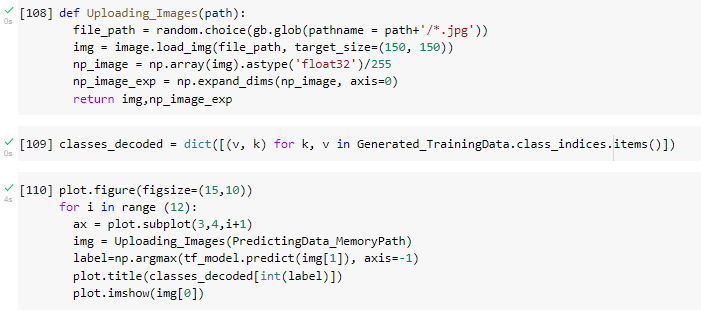 [108] def Uploading_Images(path):
file_path = random.choice(gb.glob(pathname = path+'/*.jpg'))
img = image.load_img(file_path, target_size=(150, 150))
np_image = np.array(img).astype('float32')/255
np_image_exp = np.expand_dims(np_image, axis=0)
return img,np_image_exp
0s
[109] classes_decoded = dict([(v, k) for k, v in Generated_TrainingData.class_indices.items()])
0s
[110] plot.figure(figsize=(15,10))
4s
for i in range (12):
ax = plot.subplot(3,4,i+1)
img = Uploading_Images(PredictingData_MemoryPath)
label=np.argmax(tf_model.predict(img[1]), axis=-1)
plot.title(classes_decoded[int(label)])
plot.imshow(img[0])